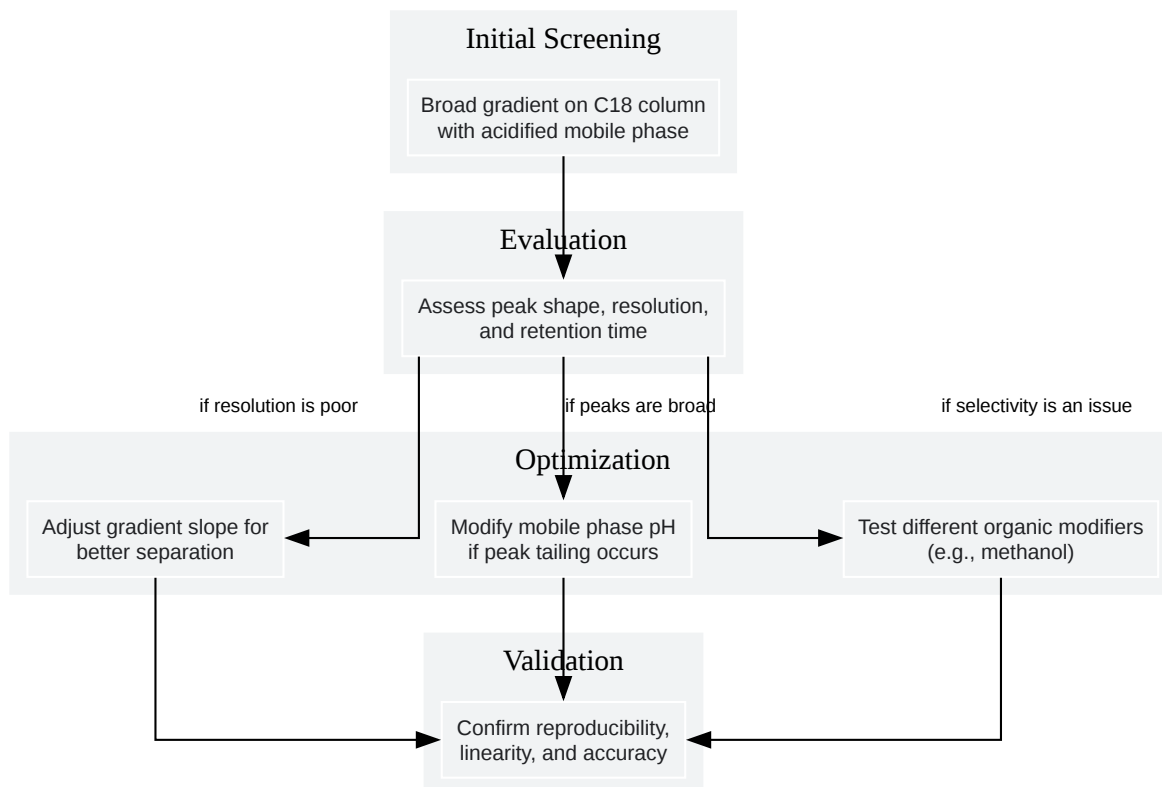 Initial Screening
Broad gradient on C18 column
with acidified mobile phase
Evaluation
Assess peak shape, resolution,
and retention time
if resolution is poor
if peaks are broad
if selectivity is an issue
Optimization
Adjust gradient slope for
better separation
Modify mobile phase pH
if peak tailing occurs
Test different organic modifiers
(e.g., methanol)
Validation
Confirm reproducibility,
linearity, and accuracy